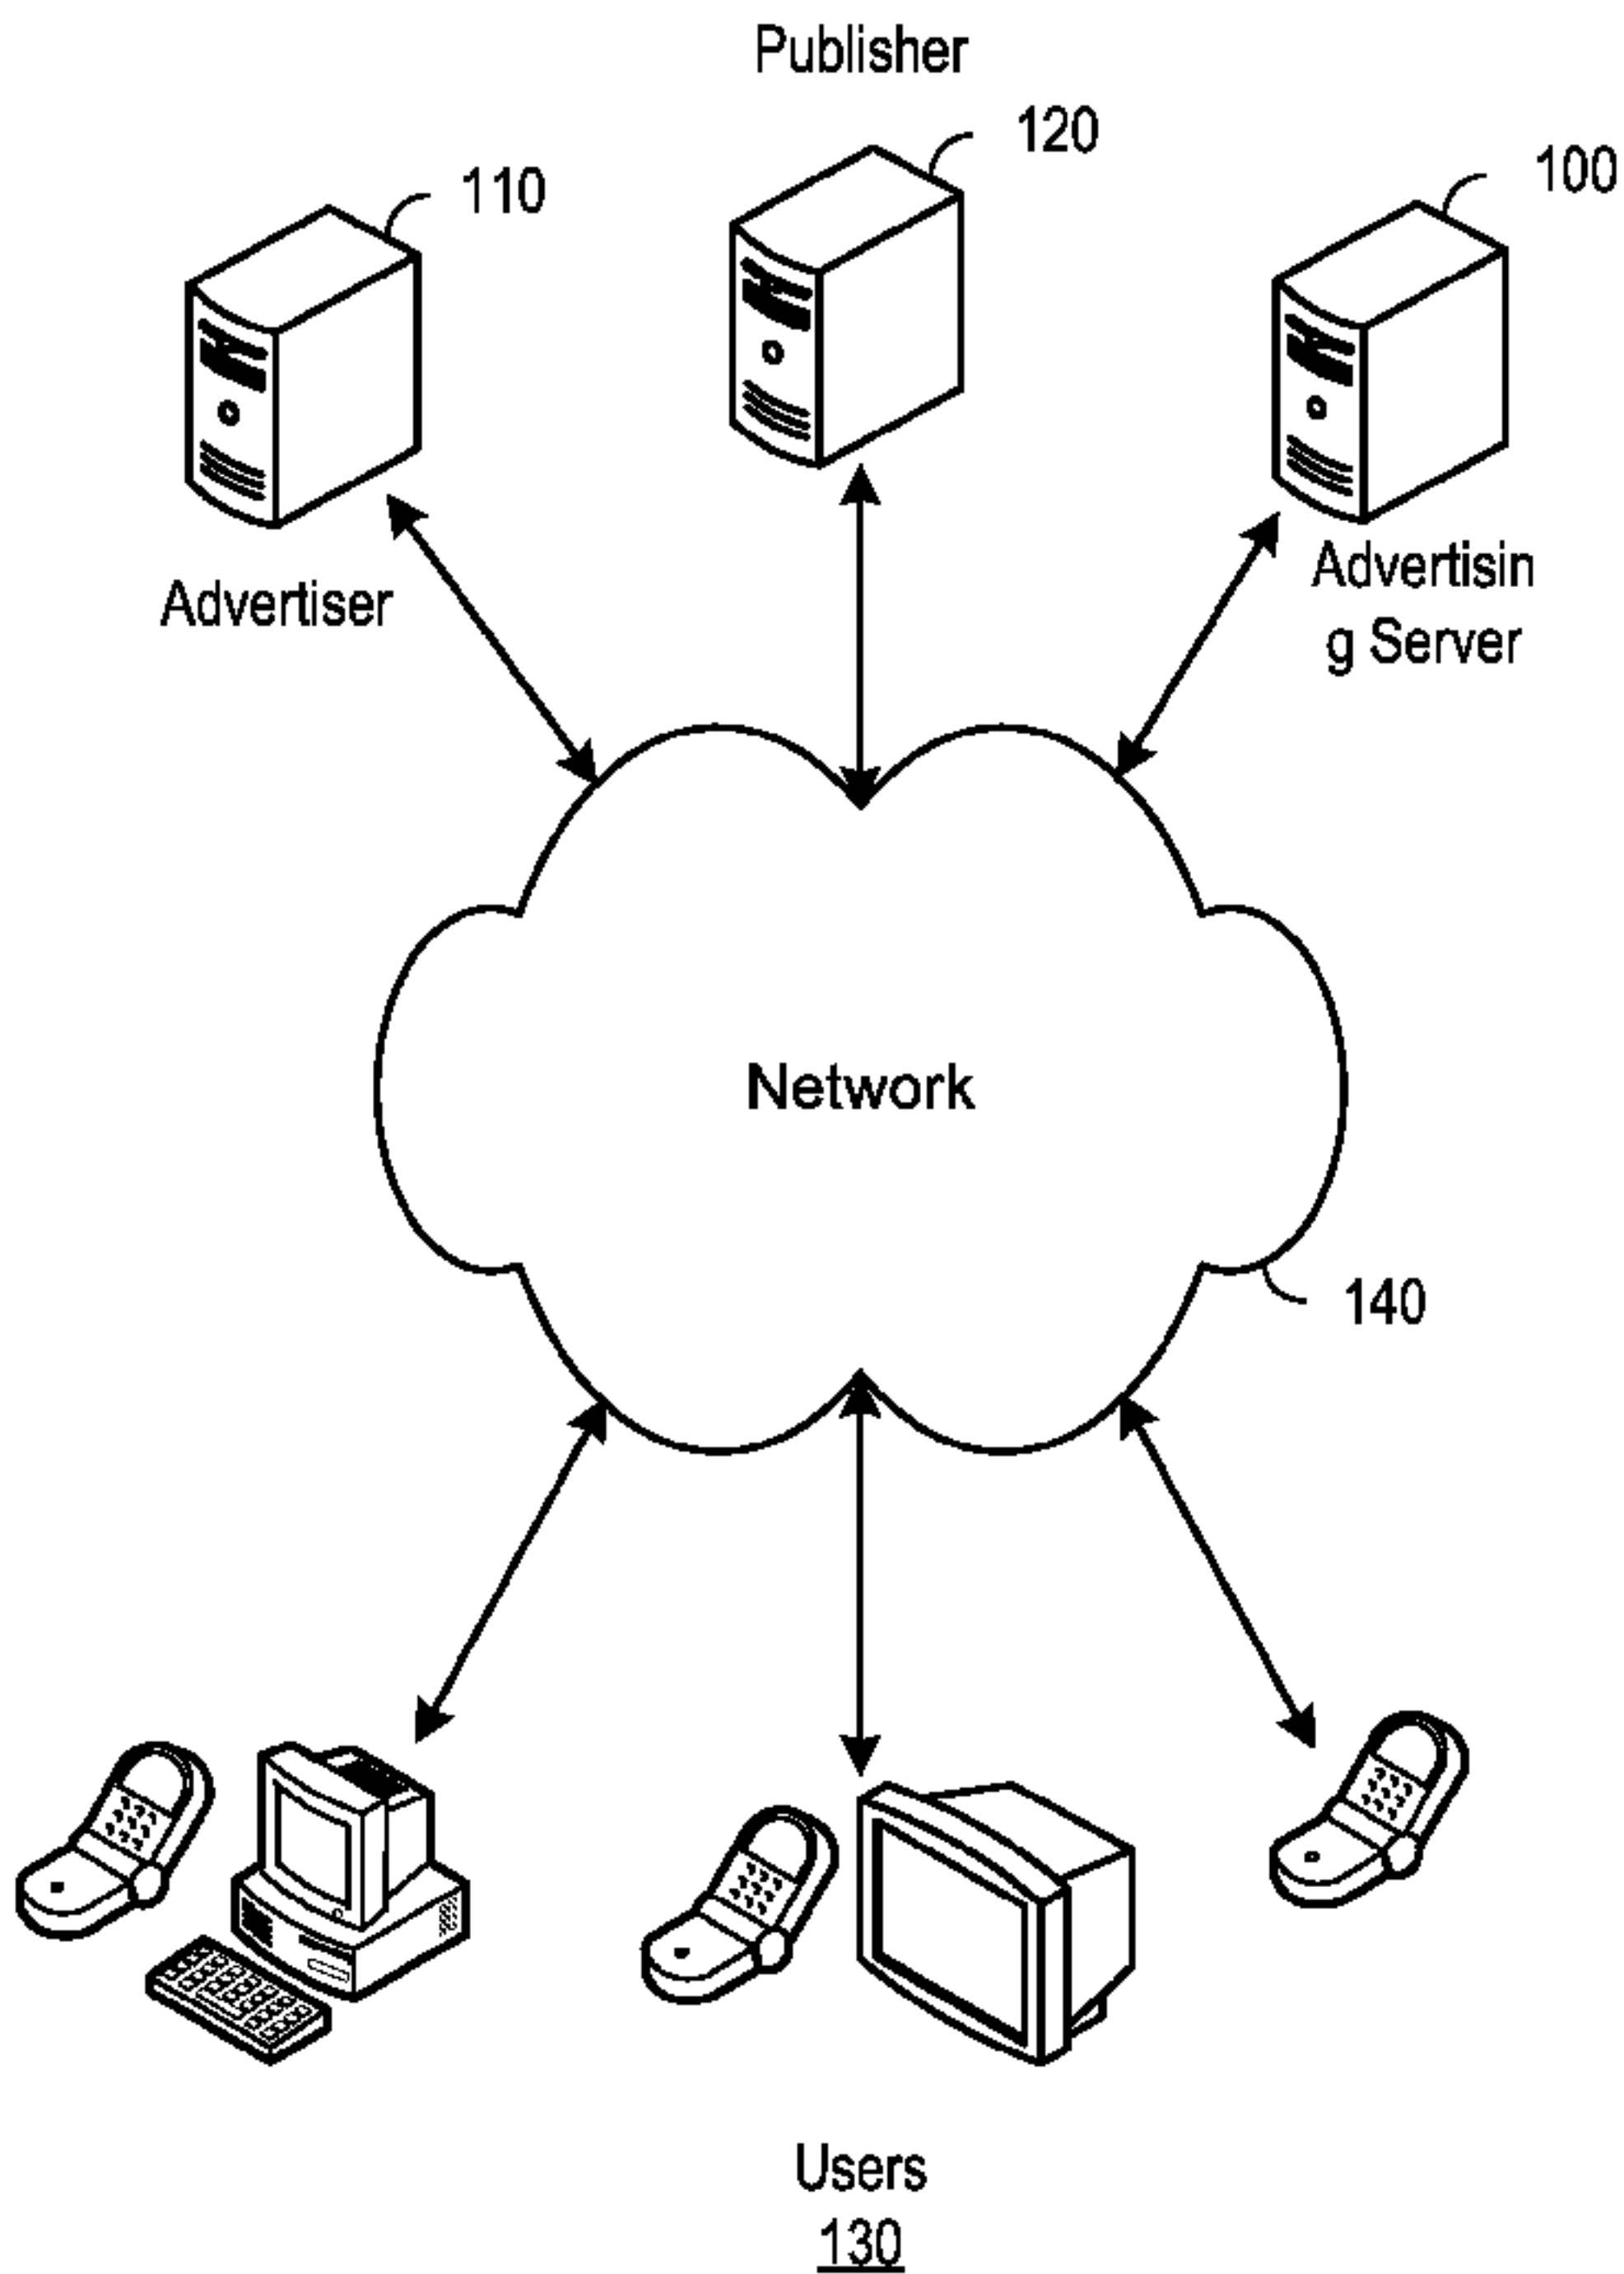 Publisher
120
110
100
Advertiser
Advertisin
g Server
Network
140
Users
130